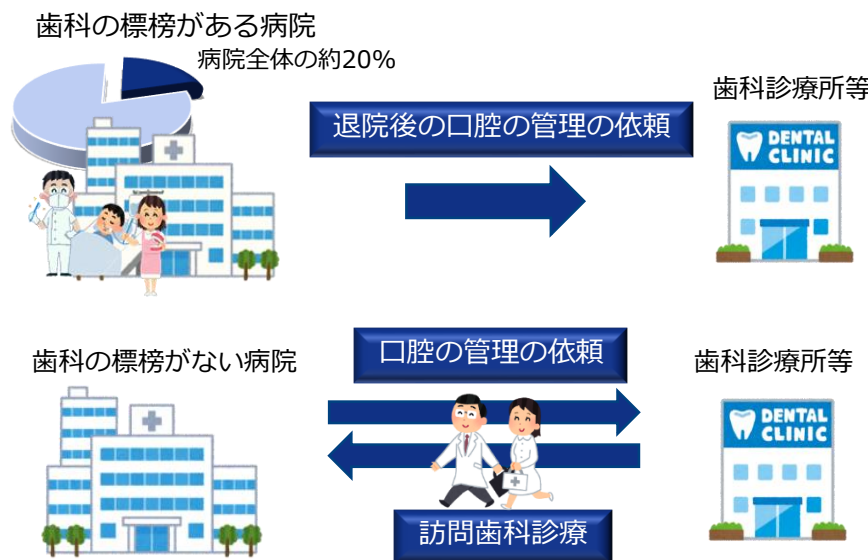 歯科の標榜がある病院
病院全体の約20%
退院後の口腔の管理の依頼
歯科診療所等
DENTAL
CLINIC
歯科の標榜がない病院
口腔の管理の依頼
歯科診療所等
DENTAL
CLINIC
訪問歯科診療